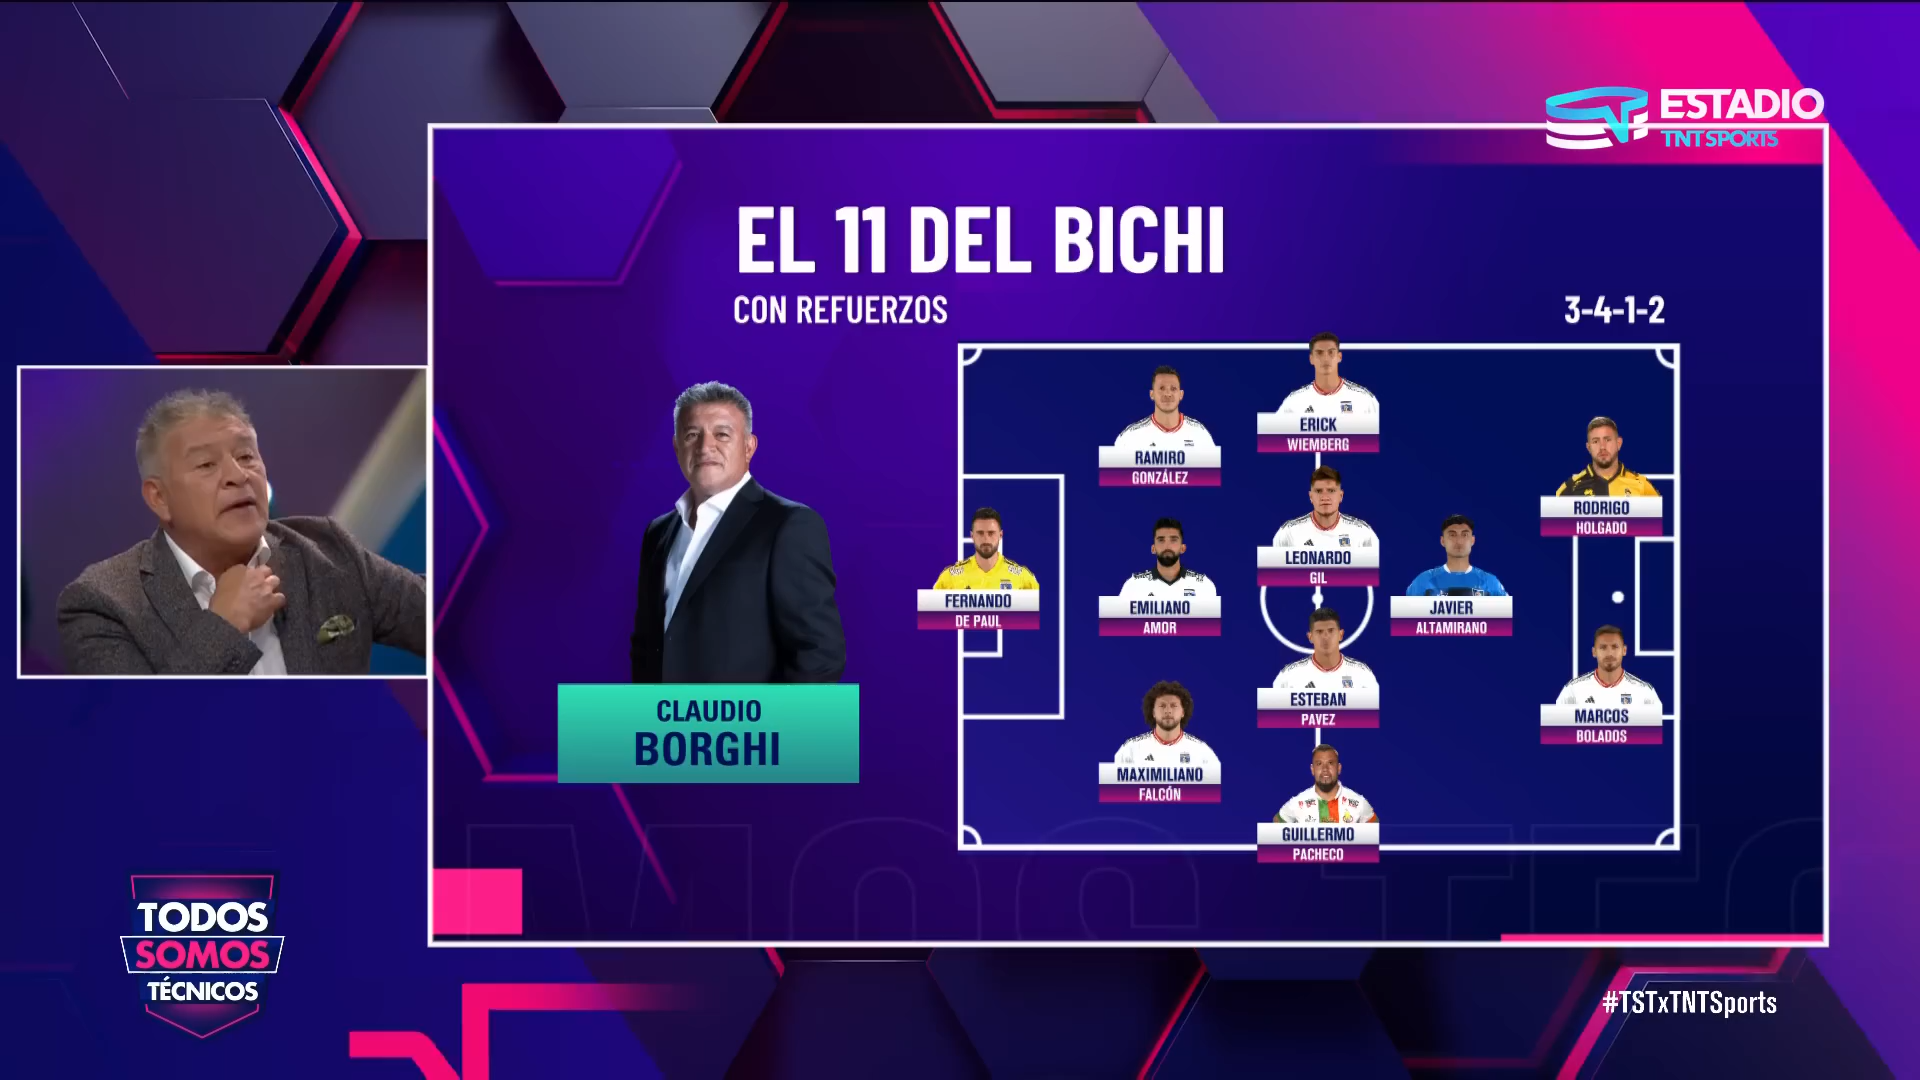 ESTADIO
TNT SPORTS
EL 11 DEL BICHI
CON REFUERZOS
3-4-1-2
ERICK
WIEMBERG
RAMIRO
GONZÁLEZ
RODRIGO
HOLGADO
LEONARDO
GIL
FERNANDO
DE PAUL
EMILIANO
AMOR
JAVIER
ALTAMIRANO
ESTEBAN
PAVEZ
MARCOS
BOLADOS
CLAUDIO
BORGHI
MAXIMILIANO
FALCÓN
GUILLERMO
PACHECO
TODOS
SOMOS
TÉCNICOS
#TSTxTNTSports